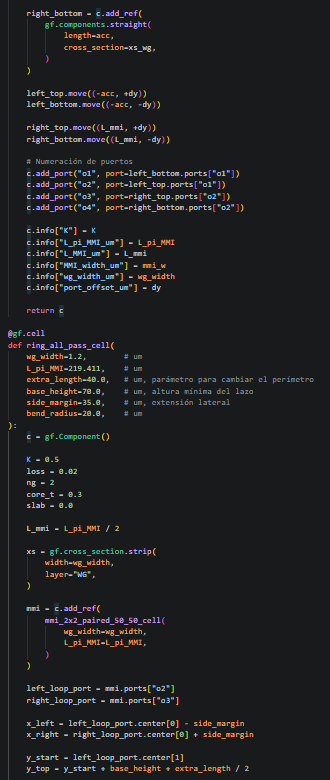 right_bottom = c.add_ref(
gf.components.straight(
length=acc,
cross_section=xs_wg,
)
)
left_top.move((-acc, +dy))
left_bottom.move((-acc, -dy))
right_top.move((L_mmi, +dy))
right_bottom.move((L_mmi, -dy))
# Numeración de puertos
c.add_port("o1", port=left_bottom.ports["o1"])
c.add_port("o2", port=left_top.ports["o1"])
c.add_port("o3", port=right_top.ports["o2"])
c.add_port("o4", port=right_bottom.ports["o2"])
c.info["K"] = K
c.info["L_pi_MMI_um"] = L_pi_MMI
c.info["L_MMI_um"] = L_mmi
c.info["MMI_width_um"] = mmi_w
c.info["wg_width_um"] = wg_width
c.info["port_offset_um"] = dy
return c
@gf.cell
def ring_all_pass_cell(
wg_width=1.2, # um
L_pi_MMI=219.411, # um
extra_length=40.0, # um, parámetro para cambiar el perímetro
base_height=70.0, # um, altura mínima del lazo
side_margin=35.0, # um, extensión lateral
bend_radius=20.0, # um
):
c = gf.Component()
K = 0.5
loss = 0.02
ng = 2
core_t = 0.3
slab = 0.0
L_mmi = L_pi_MMI / 2
xs = gf.cross_section.strip(
width=wg_width,
layer="WG",
)
mmi = c.add_ref(
mmi_2x2_paired_50_50_cell(
wg_width=wg_width,
L_pi_MMI=L_pi_MMI,
)
)
left_loop_port = mmi.ports["o2"]
right_loop_port = mmi.ports["o3"]
x_left = left_loop_port.center[0] - side_margin
x_right = right_loop_port.center[0] + side_margin
y_start = left_loop_port.center[1]
y_top = y_start + base_height + extra_length / 2